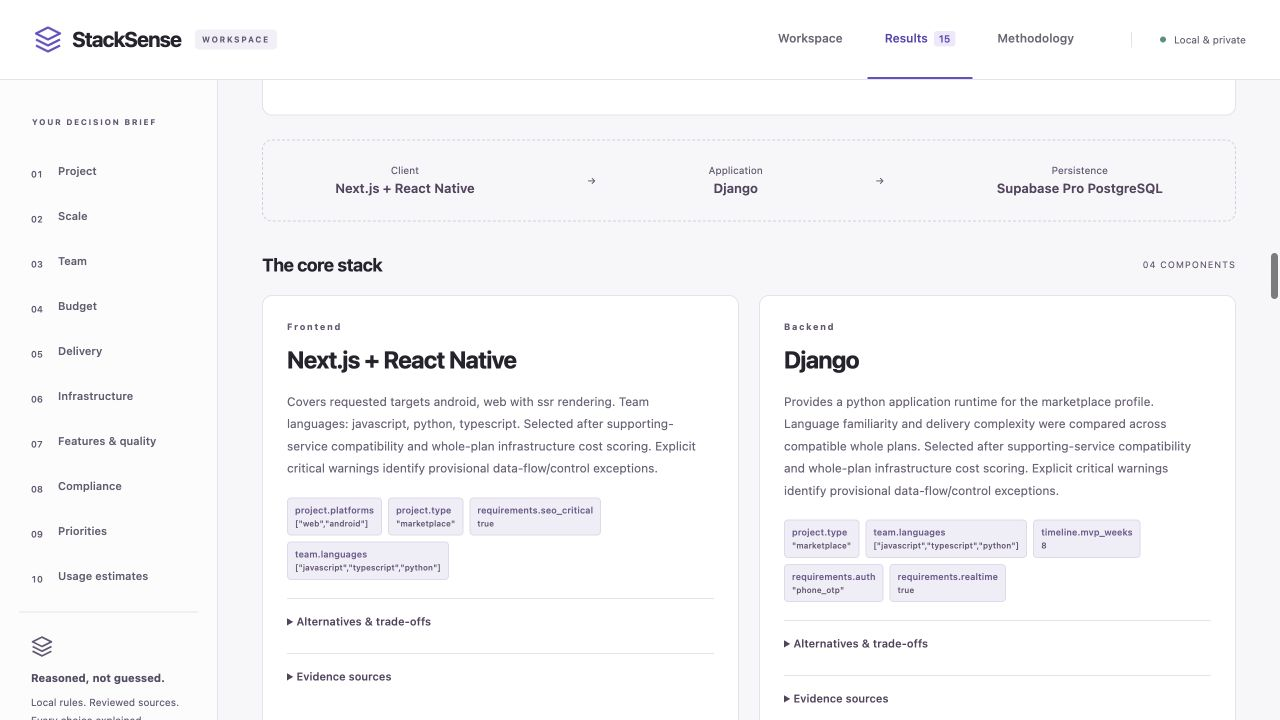 StackSense
WORKSPACE
Workspace
Results 15
Methodology
Local & private
YOUR DECISION BRIEF
01 Project
02 Scale
03 Team
04 Budget
05 Delivery
06 Infrastructure
07 Features & quality
08 Compliance
09 Priorities
10 Usage estimates
Reasoned, not guessed.
Local rules. Reviewed sources.
Every choice explained.
Client
Next.js + React Native
→
Application
Django
→
Persistence
Supabase Pro PostgreSQL
The core stack
04 COMPONENTS
Frontend
Next.js + React Native
Covers requested targets android, web with ssr rendering. Team
languages: javascript, python, typescript. Selected after supporting-
service compatibility and whole-plan infrastructure cost scoring. Explicit
critical warnings identify provisional data-flow/control exceptions.
project.platforms
["web","android"]
project.type
"marketplace"
requirements.seo_critical
true
team.languages
["javascript","typescript","python"]
Alternatives & trade-offs
Evidence sources
Backend
Django
Provides a python application runtime for the marketplace profile.
Language familiarity and delivery complexity were compared across
compatible whole plans. Selected after supporting-service compatibility
and whole-plan infrastructure cost scoring. Explicit critical warnings
identify provisional data-flow/control exceptions.
project.type
"marketplace"
team.languages
["javascript","typescript","python"]
timeline.mvp_weeks
8
requirements.auth
"phone_otp"
requirements.realtime
true
Alternatives & trade-offs
Evidence sources